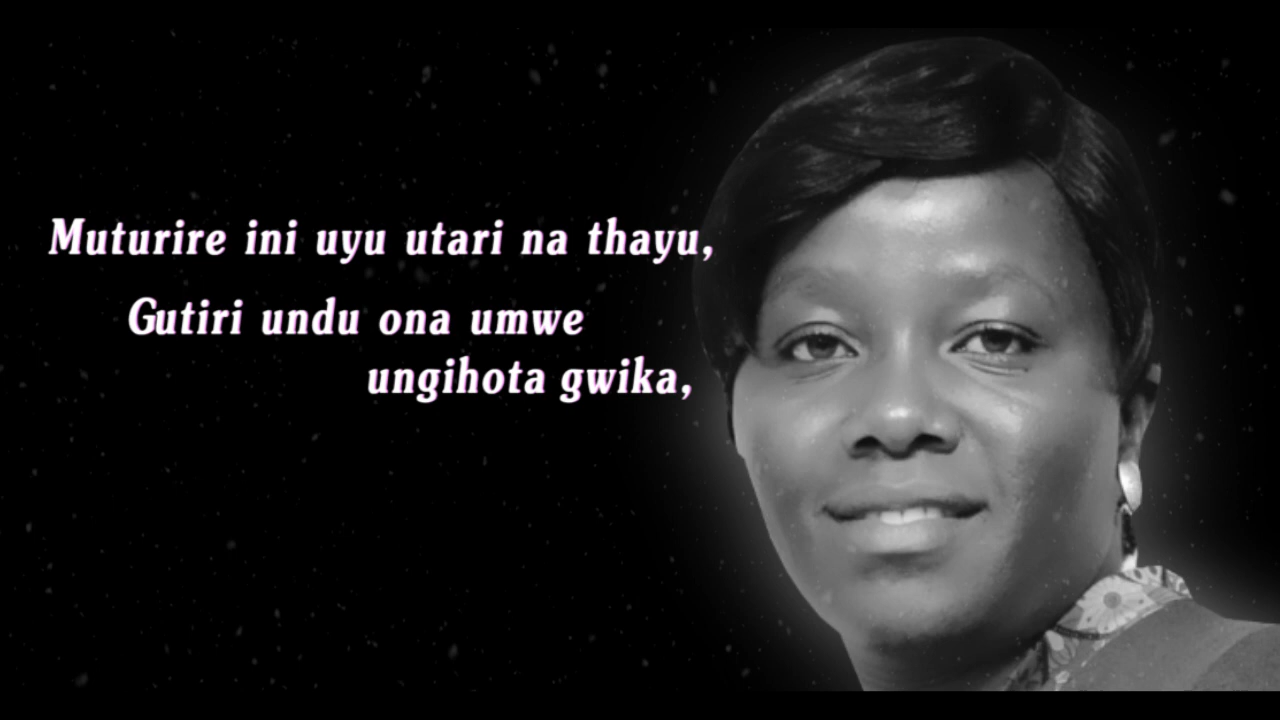 Muturire ini uyu utari na thayu,
Gutiri undu ona umwe
ungihota gwika,